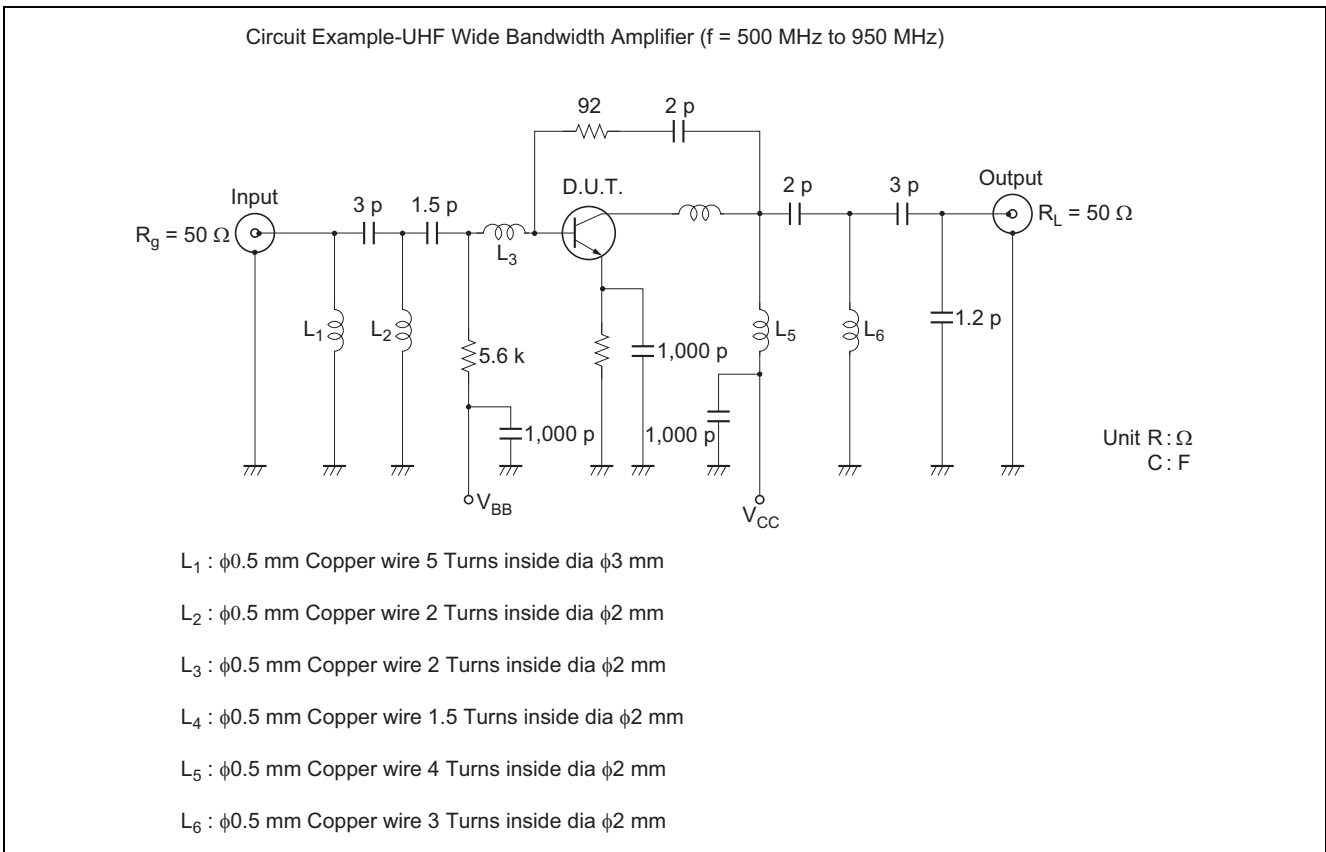 Circuit Example-UHF Wide Bandwidth Amplifier (f = 500 MHz to 950 MHz)
92
2 p
Input
D.U.T.
2 p
3 p
Output
3 p
1.5 p
R_g = 50 Ω
R_L = 50 Ω
L_3
L_1
L_2
5.6 k
1,000 p
L_5
L_6
1.2 p
1,000 p
1,000 p
Unit R : Ω
C : F
V_BB
V_CC
L_1 : ϕ0.5 mm Copper wire 5 Turns inside dia ϕ3 mm
L_2 : ϕ0.5 mm Copper wire 2 Turns inside dia ϕ2 mm
L_3 : ϕ0.5 mm Copper wire 2 Turns inside dia ϕ2 mm
L_4 : ϕ0.5 mm Copper wire 1.5 Turns inside dia ϕ2 mm
L_5 : ϕ0.5 mm Copper wire 4 Turns inside dia ϕ2 mm
L_6 : ϕ0.5 mm Copper wire 3 Turns inside dia ϕ2 mm